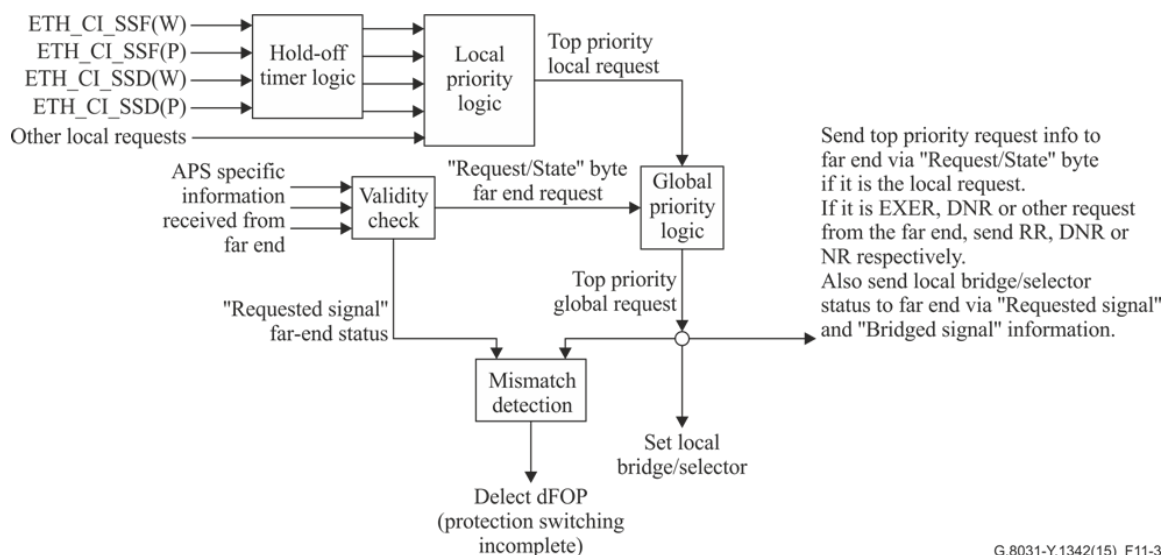 ETH_CI_SSF(W)
ETH_CI_SSF(P)
ETH_CI_SSD(W)
ETH_CI_SSD(P)
Other local requests
Hold-off
timer logic
Local
priority
logic
Top priority
local request
APS specific
information
received from
far end
Validity
check
"Request/State" byte
far end request
Global
priority
logic
Send top priority request info to
far end via "Request/State" byte
if it is the local request.
If it is EXER, DNR or other request
from the far end, send RR, DNR or
NR respectively.
Also send local bridge/selector
status to far end via "Requested signal"
and "Bridged signal" information.
"Requested signal"
far-end status
Top priority
global request
Mismatch
detection
Set local
bridge/selector
Delect dFOP
(protection switching
incomplete)
G.8031-Y.1342(15)_F11-3